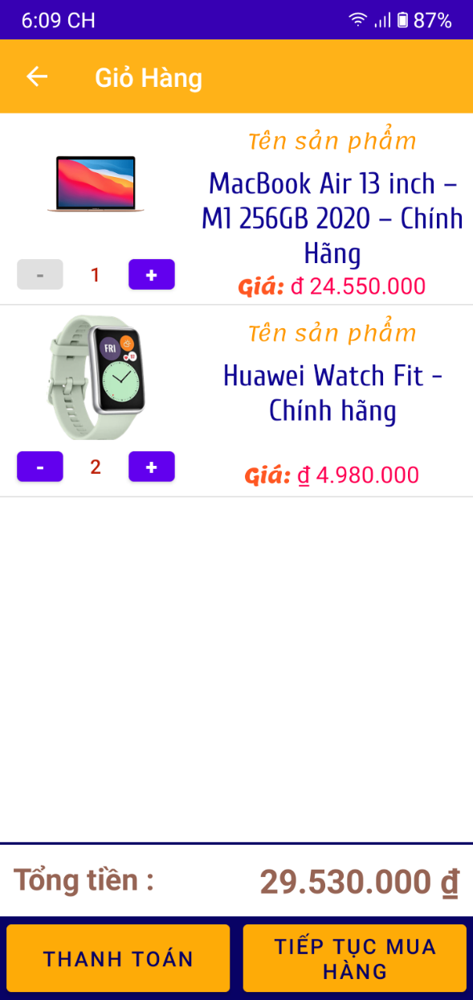 6:09 CH
87%
Giỏ Hàng
Tên sản phẩm
MacBook Air 13 inch –
M1 256GB 2020 – Chính
Hãng
- 1 +
Giá: đ 24.550.000
FRI
Tên sản phẩm
Huawei Watch Fit -
Chính hãng
- 2 +
Giá: ₫ 4.980.000
Tổng tiền : 29.530.000 ₫
THANH TOÁN
TIẾP TỤC MUA
HÀNG